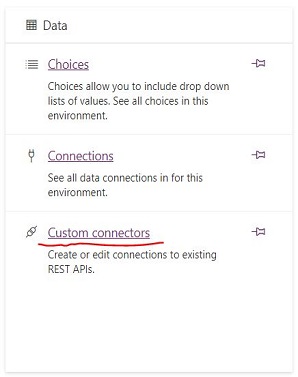 Data
Choices
Choices allow you to include drop down
lists of values. See all choices in this
environment.
Connections
See all data connections in for this
environment.
Custom connectors
Create or edit connections to existing
REST APIs.